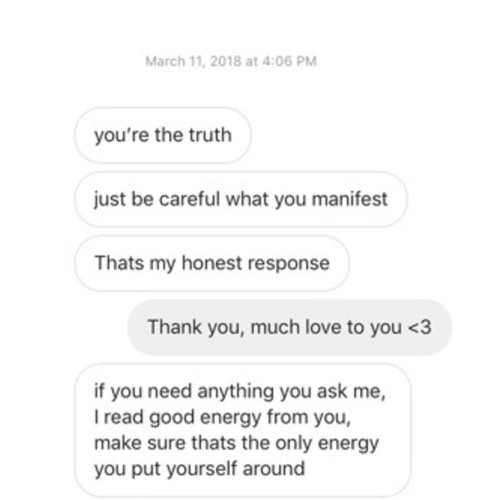 March 11, 2018 at 4:06 PM
you’re the truth
just be careful what you manifest
Thats my honest response
Thank you, much love to you <3
if you need anything you ask me,
I read good energy from you,
make sure thats the only energy
you put yourself around